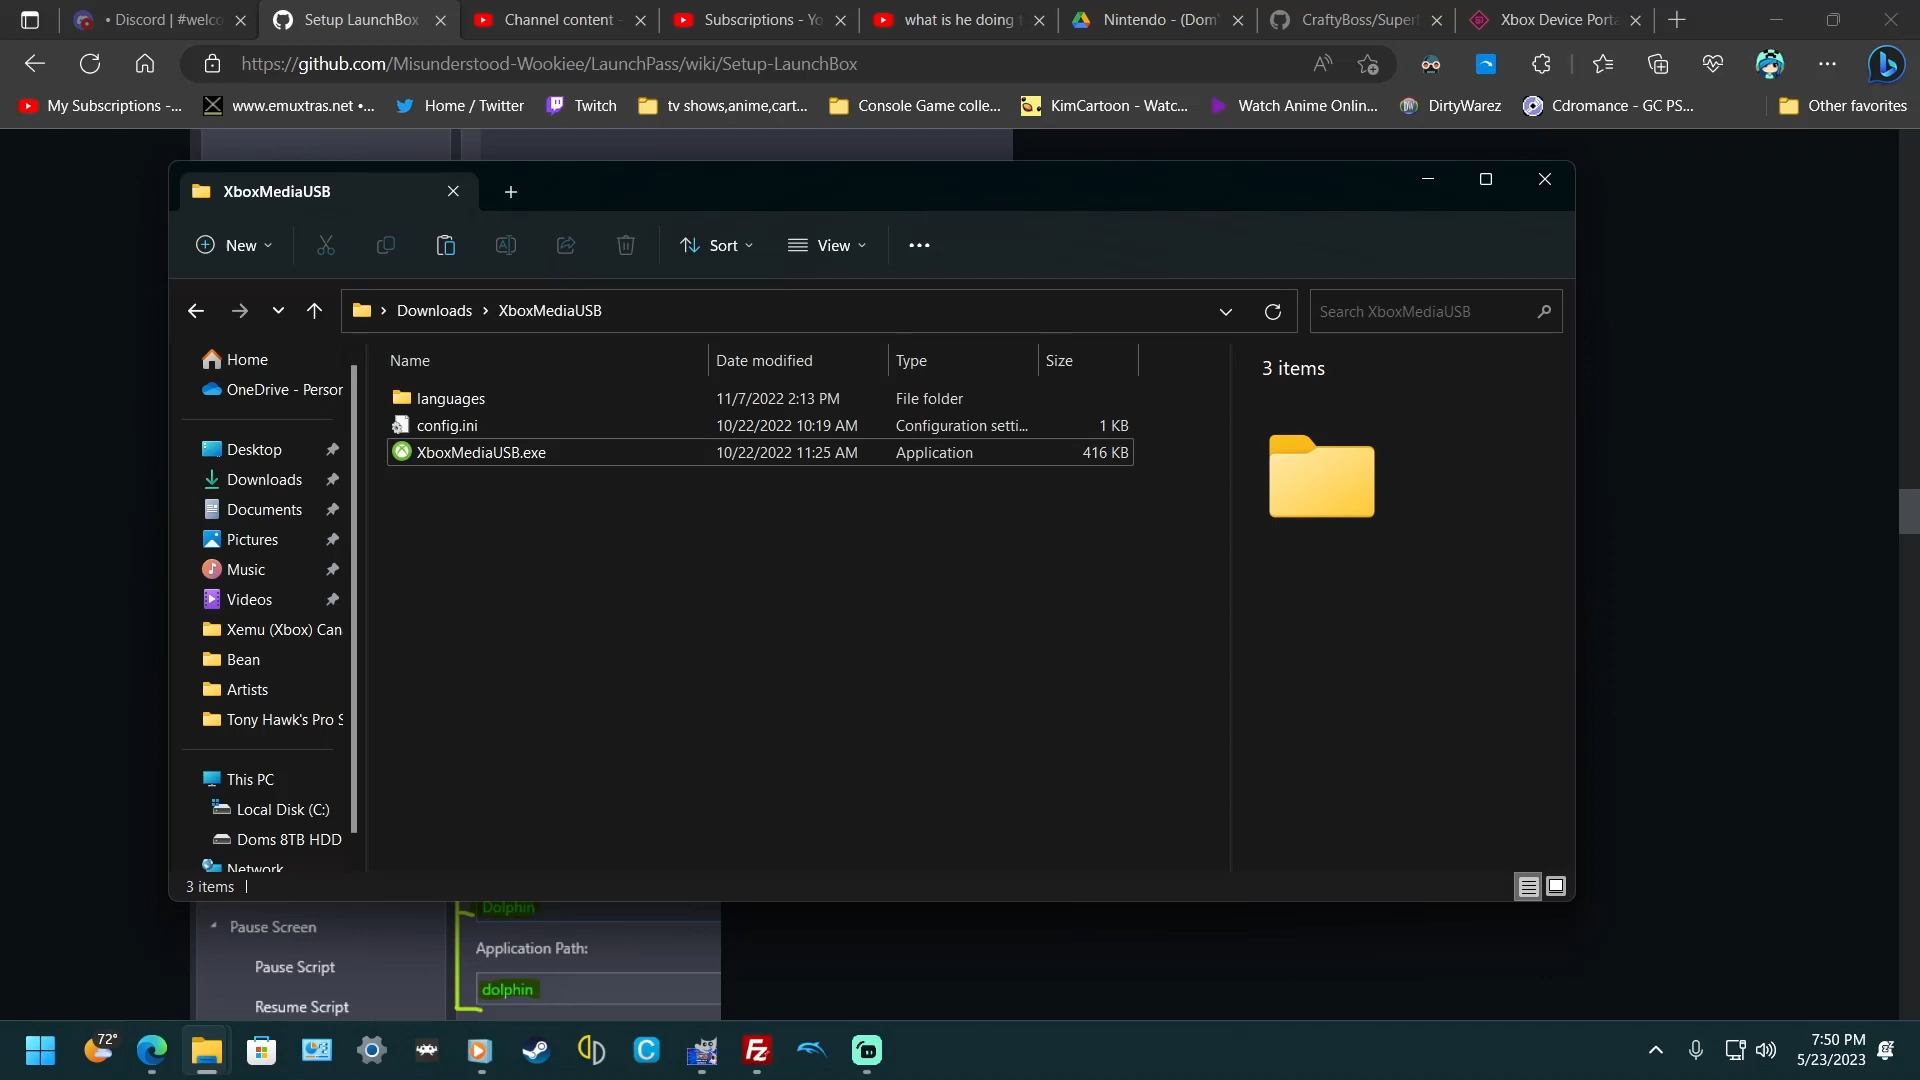 • Discord | #welco
Setup LaunchBox
Channel content -
Subscriptions - Yo
what is he doing t
Nintendo - (Dom'
CraftyBoss/Super
Xbox Device Porta
https://github.com/Misunderstood-Wookiee/LaunchPass/wiki/Setup-LaunchBox
My Subscriptions -...
www.emuxtras.net •...
Home / Twitter
Twitch
tv shows,anime,cart...
Console Game colle...
KimCartoon - Watc...
Watch Anime Onlin...
DirtyWarez
Cdromance - GC PS...
Other favorites
XboxMediaUSB
New
Sort
View
Downloads
XboxMediaUSB
Search XboxMediaUSB
Home
OneDrive - Person
Desktop
Downloads
Documents
Pictures
Music
Videos
Xemu (Xbox) Can
Bean
Artists
Tony Hawk's Pro S
This PC
Local Disk (C:)
Doms 8TB HDD
Network
Name
Date modified
Type
Size
languages
11/7/2022 2:13 PM
File folder
config.ini
10/22/2022 10:19 AM
Configuration setti...
1 KB
XboxMediaUSB.exe
10/22/2022 11:25 AM
Application
416 KB
3 items
3 items
Pause Screen
Pause Script
Resume Script
Dolphin
Application Path:
dolphin
72°
7:50 PM
5/23/2023